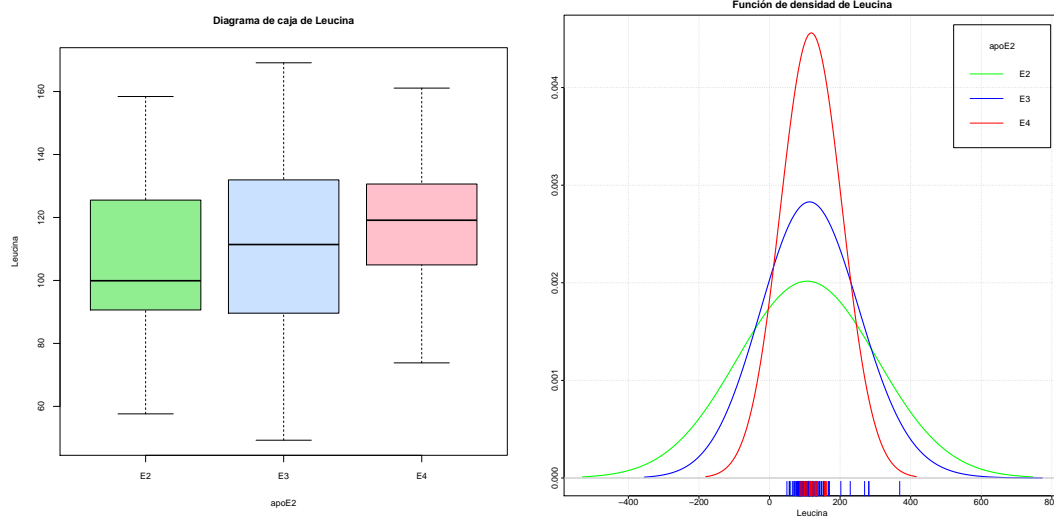 Diagrama de caja de Leucina
Leucina
160
140
120
100
80
60
E2
E3
E4
apoE2
Función de densidad de Leucina
apoE2
E2
E3
E4
0.004
0.003
0.002
0.001
0.000
−400
−200
0
200
400
600
80
Leucina